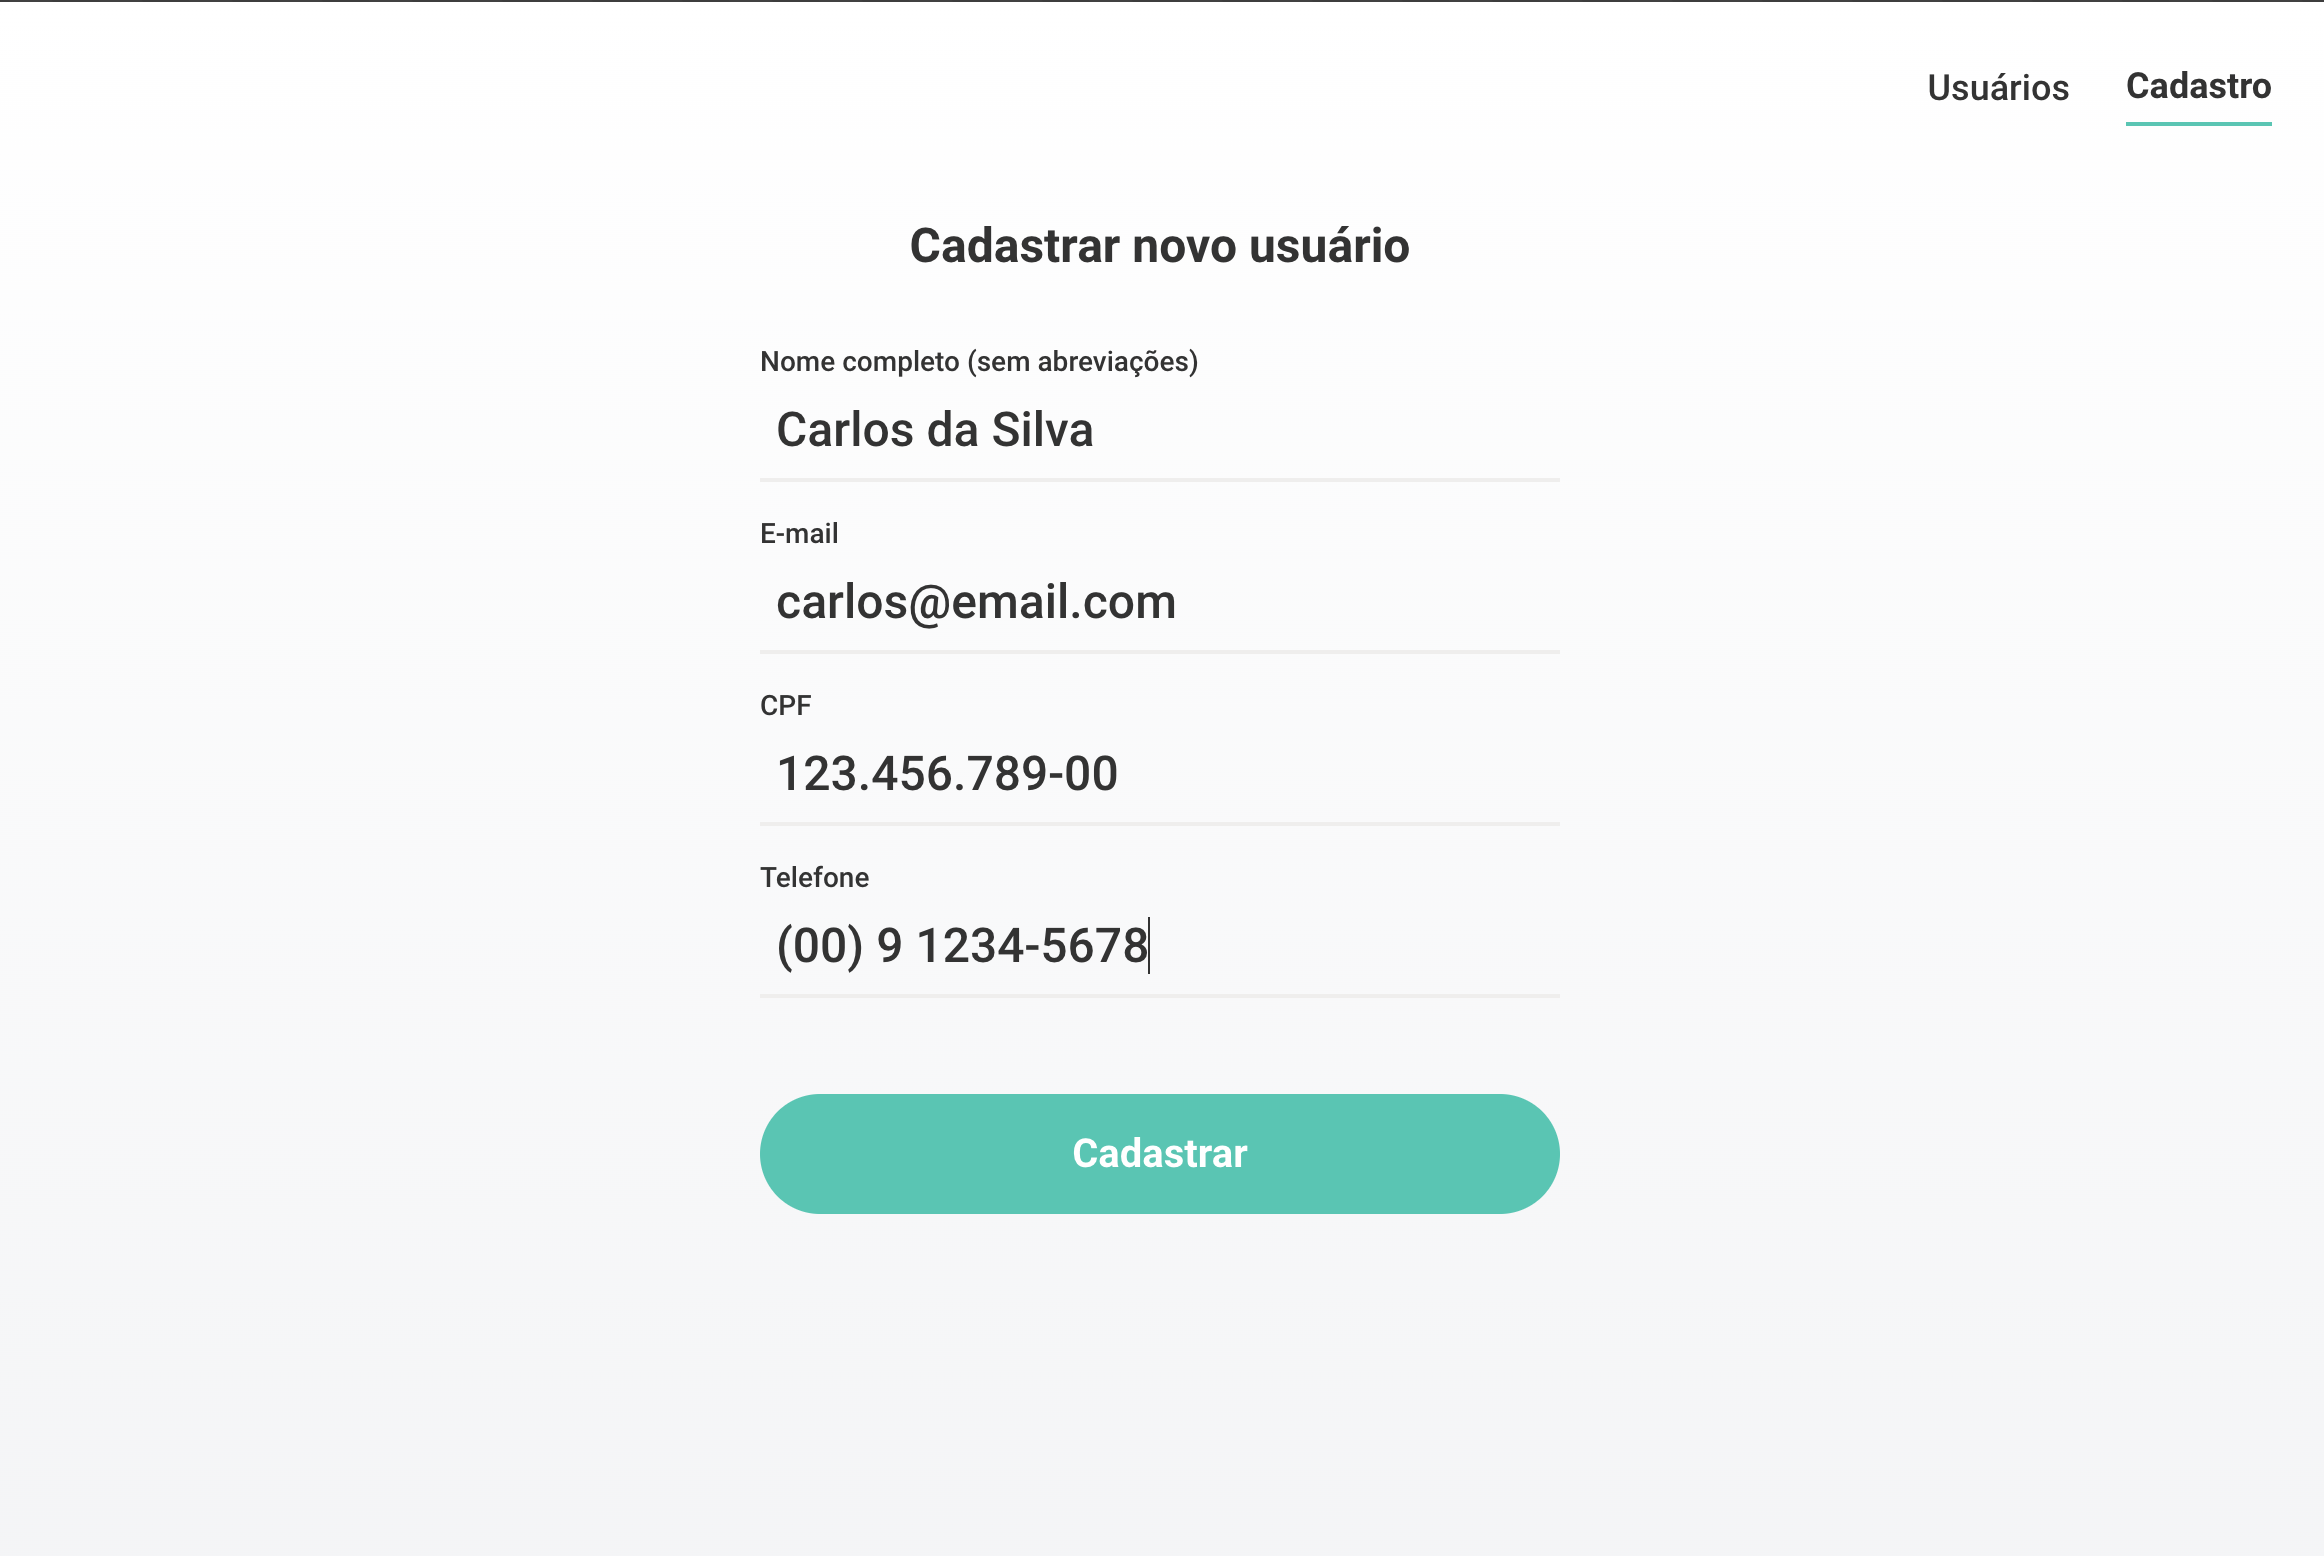 Usuários Cadastro
Cadastrar novo usuário
Nome completo (sem abreviações)
Carlos da Silva
E-mail
carlos@email.com
CPF
123.456.789-00
Telefone
(00) 9 1234-5678
Cadastrar